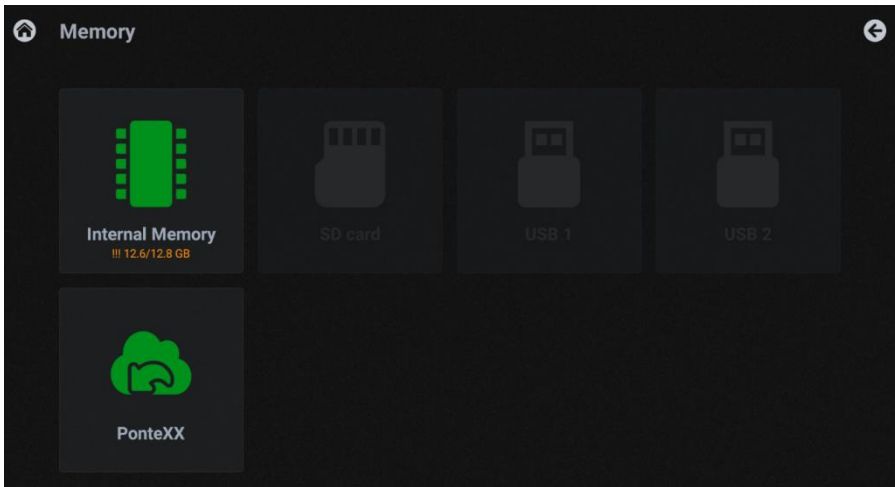 Memory
Internal Memory
!!! 12.6/12.8 GB
SD card
USB 1
USB 2
PonteXX